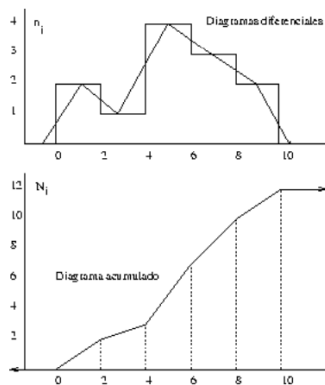 n i
Diagramas diferenciales
4
3
2
1
0 2 4 6 8 10
N i
12
10
8
6
4
2
Diagrama acumulado
0 2 4 6 8 10